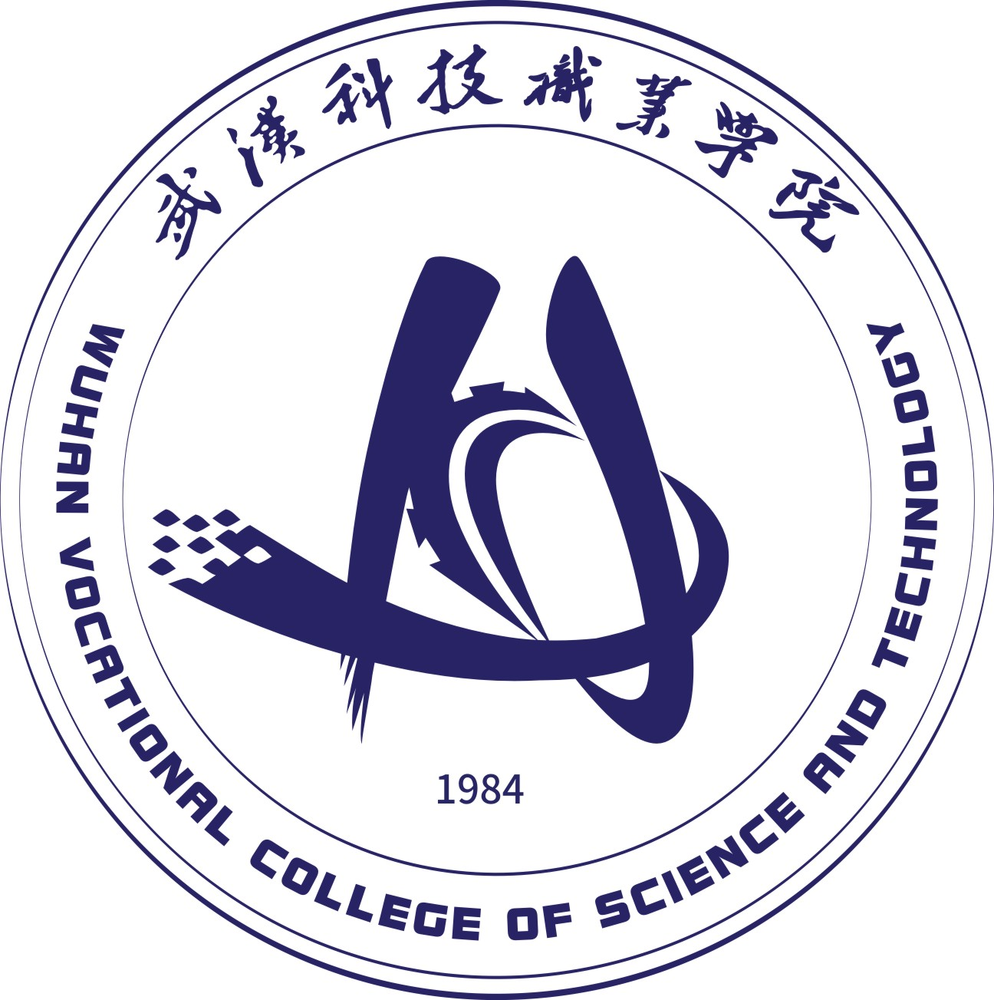 武漢科技職業學院
1984
WUHAN VOCATIONAL COLLEGE OF SCIENCE AND TECHNOLOGY